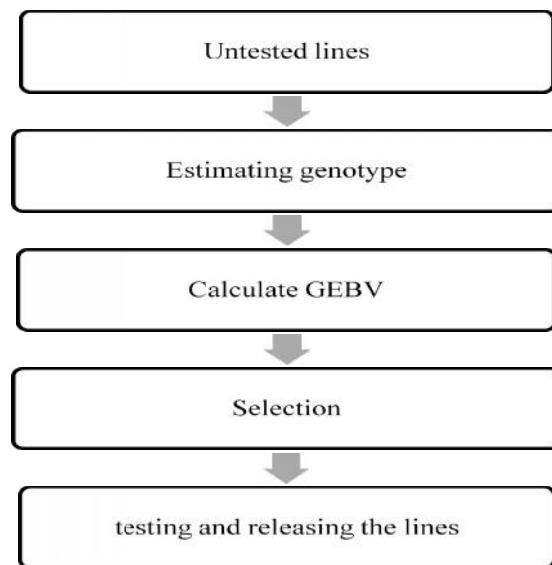 Untested lines
Estimating genotype
Calculate GEBV
Selection
testing and releasing the lines